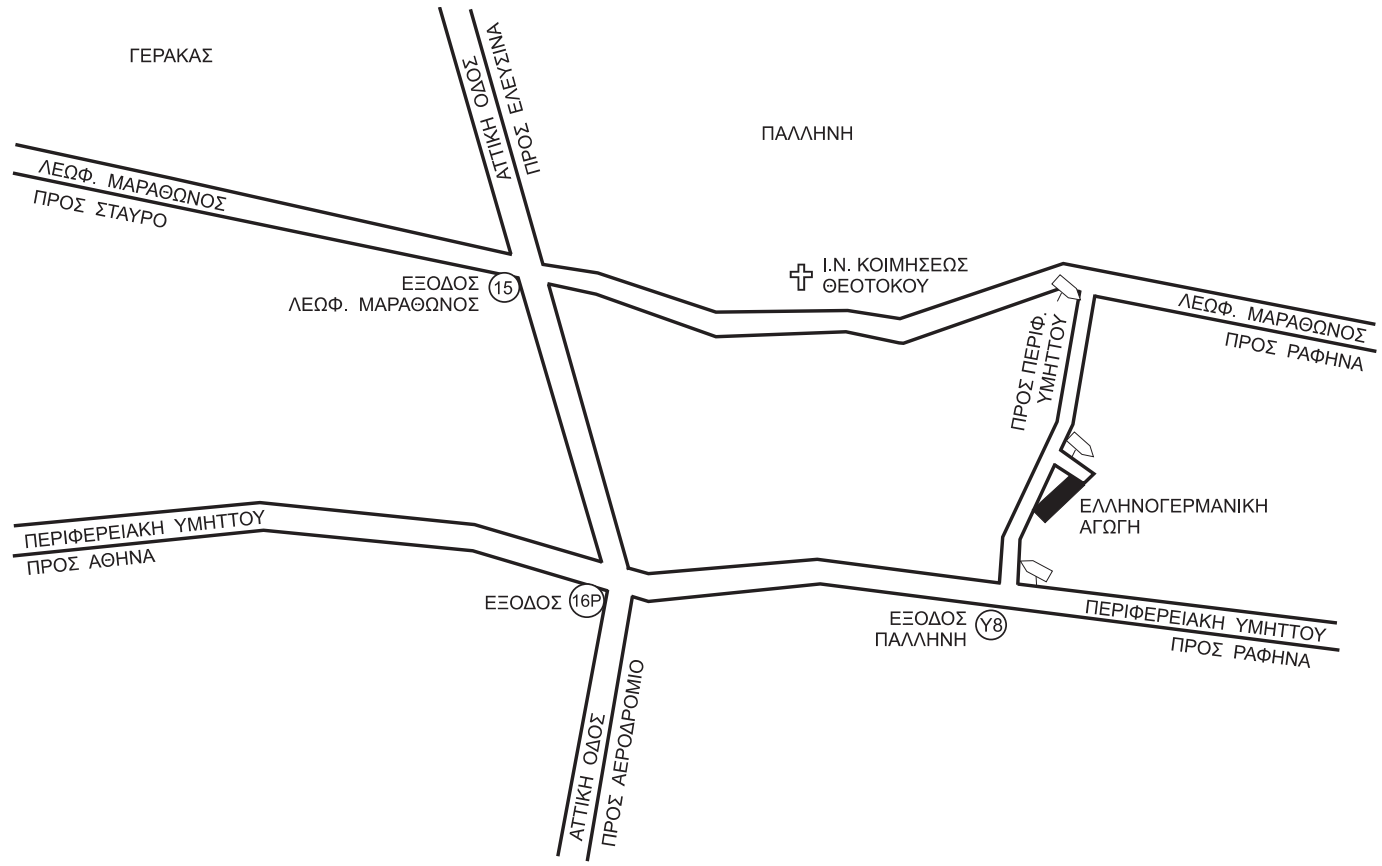 ΓΕΡΑΚΑΣ
ΑΤΤΙΚΗ ΟΔΟΣ
ΠΡΟΣ ΕΛΕΥΣΙΝΑ
ΠΑΛΛΗΝΗ
ΛΕΩΦ. ΜΑΡΑΘΩΝΟΣ
ΠΡΟΣ ΣΤΑΥΡΟ
ΕΞΟΔΟΣ
ΛΕΩΦ. ΜΑΡΑΘΩΝΟΣ
15
Ι.Ν. ΚΟΙΜΗΣΕΩΣ
ΘΕΟΤΟΚΟΥ
ΛΕΩΦ. ΜΑΡΑΘΩΝΟΣ
ΠΡΟΣ ΡΑΦΗΝΑ
ΠΡΟΣ ΠΕΡΙΦ.
ΥΜΗΤΤΟΥ
ΕΛΛΗΝΟΓΕΡΜΑΝΙΚΗ
ΑΓΩΓΗ
ΠΕΡΙΦΕΡΕΙΑΚΗ ΥΜΗΤΤΟΥ
ΠΡΟΣ ΑΘΗΝΑ
ΕΞΟΔΟΣ 16Ρ
ΕΞΟΔΟΣ
ΠΑΛΛΗΝΗ
Υ8
ΠΕΡΙΦΕΡΕΙΑΚΗ ΥΜΗΤΤΟΥ
ΠΡΟΣ ΡΑΦΗΝΑ
ΑΤΤΙΚΗ ΟΔΟΣ
ΠΡΟΣ ΑΕΡΟΔΡΟΜΙΟ